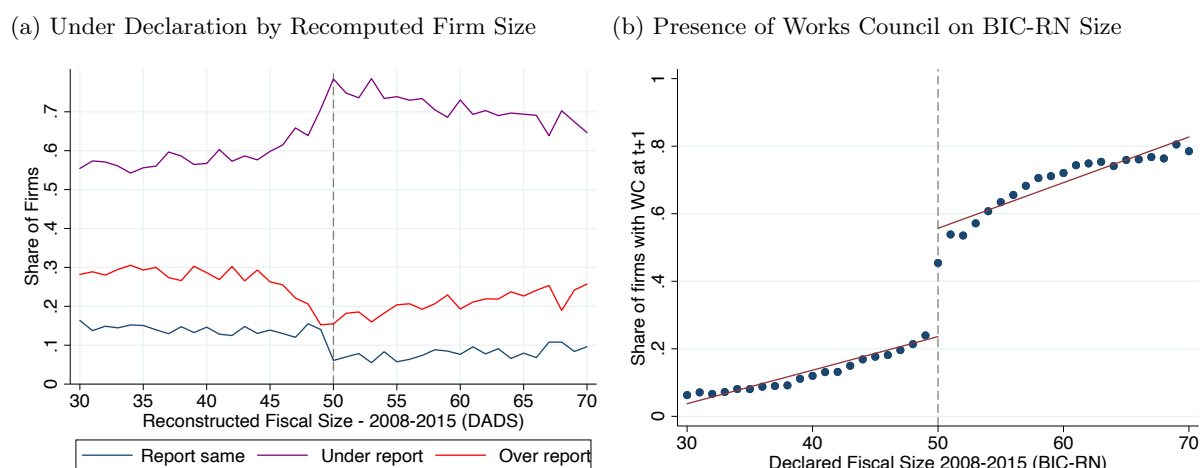 (a) Under Declaration by Recomputed Firm Size
Share of Firms
.7
.6
.5
.4
.3
.2
.1
0
30 35 40 45 50 55 60 65 70
Reconstructed Fiscal Size - 2008-2015 (DADS)
Report same Under report Over report
(b) Presence of Works Council on BIC-RN Size
Share of firms with WC at t+1
1
.8
.6
.4
.2
0
30 40 50 60 70
Declared Fiscal Size 2008-2015 (BIC-RN)